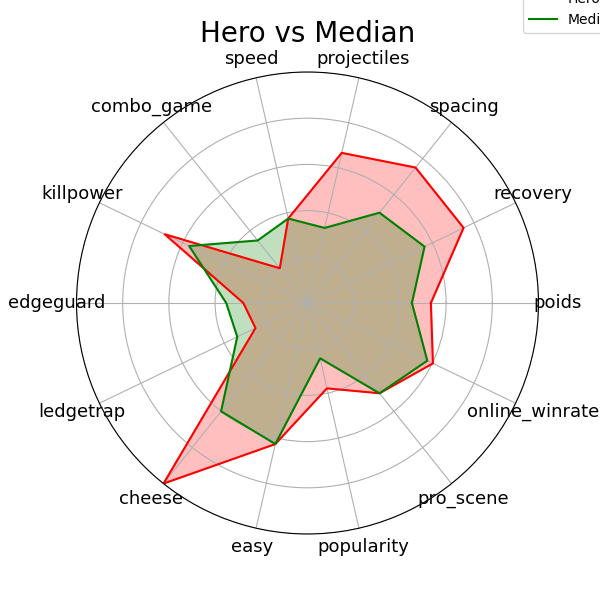 Hero vs Median
speed
projectiles
combo_game
spacing
killpower
recovery
edgeguard
poids
ledgetrap
online_winrate
cheese
pro_scene
easy
popularity